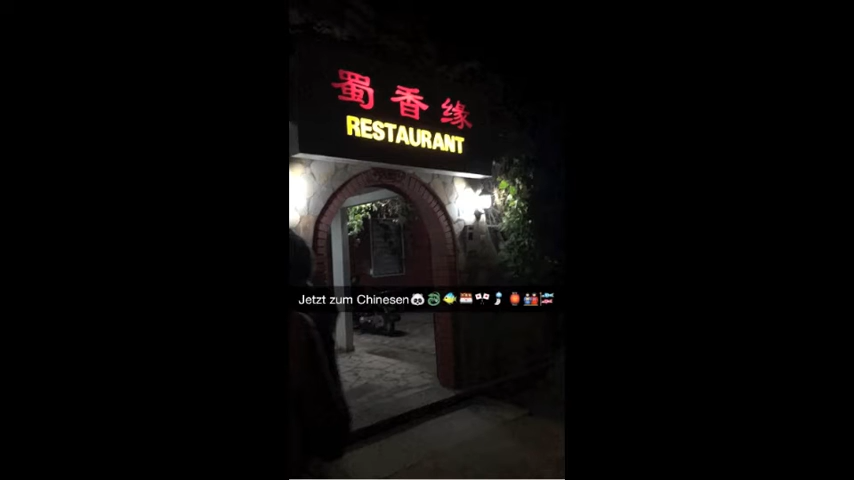 蜀香缘
RESTAURANT
Jetzt zum Chinesen🐼🐉🐠🍱🎌🎐🏮🎎🎏